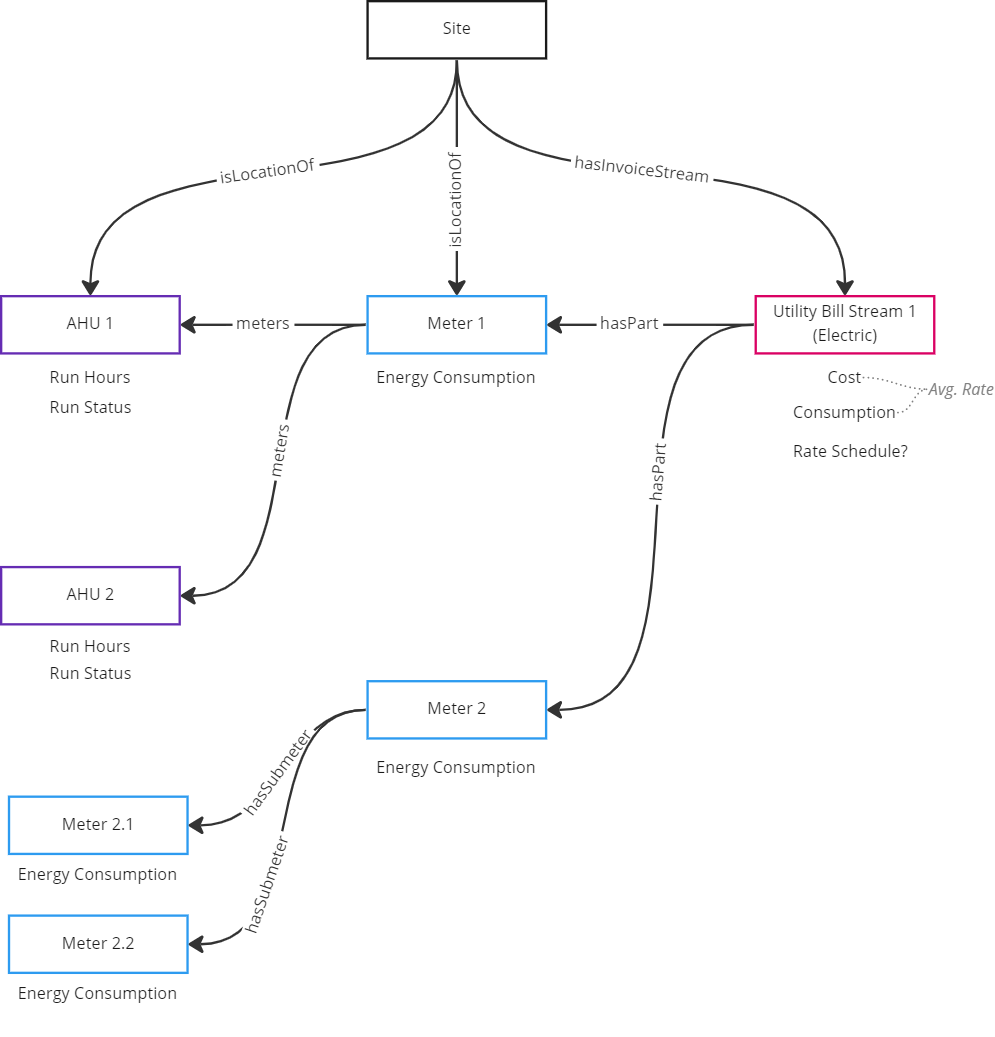 Site
isLocationOf
isLocationOf
hasInvoiceStream
AHU 1
meters
Meter 1
hasPart
Utility Bill Stream 1
(Electric)
Run Hours
Run Status
Energy Consumption
Cost
Avg. Rate
Consumption
Rate Schedule?
meters
hasPart
AHU 2
Run Hours
Run Status
Meter 2
Energy Consumption
hasSubmeter
Meter 2.1
Energy Consumption
hasSubmeter
Meter 2.2
Energy Consumption